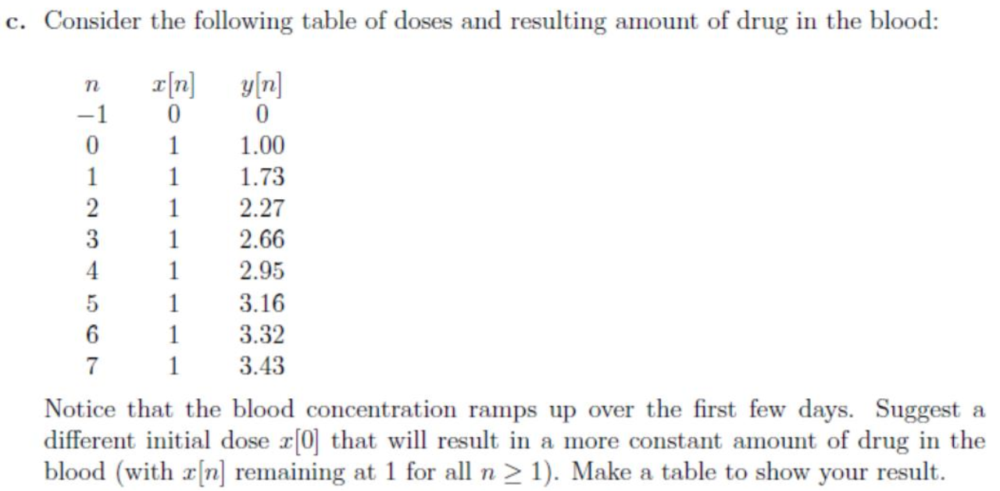 c. Consider the following table of doses and resulting amount of drug in the blood:
n x[n] y[n]
−1 0 0
0 1 1.00
1 1 1.73
2 1 2.27
3 1 2.66
4 1 2.95
5 1 3.16
6 1 3.32
7 1 3.43
Notice that the blood concentration ramps up over the first few days. Suggest a
different initial dose x[0] that will result in a more constant amount of drug in the
blood (with x[n] remaining at 1 for all n ≥ 1). Make a table to show your result.